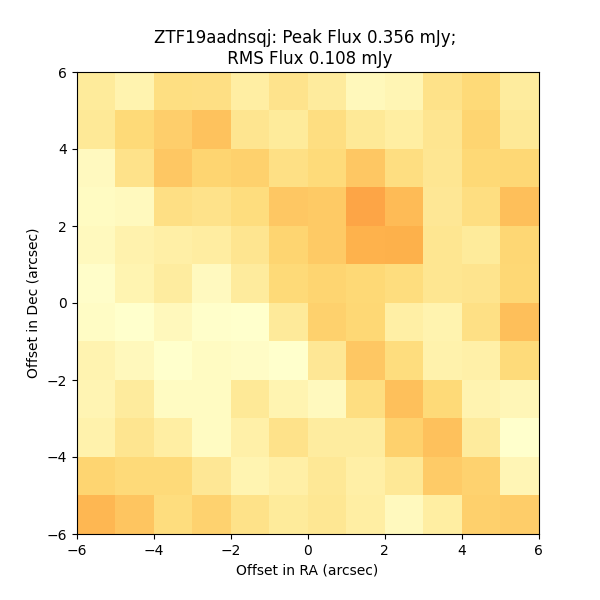 ZTF19aadnsqj: Peak Flux 0.356 mJy;
RMS Flux 0.108 mJy
6
4
2
0
−2
−4
−6
Offset in Dec (arcsec)
−6 −4 −2 0 2 4 6
Offset in RA (arcsec)